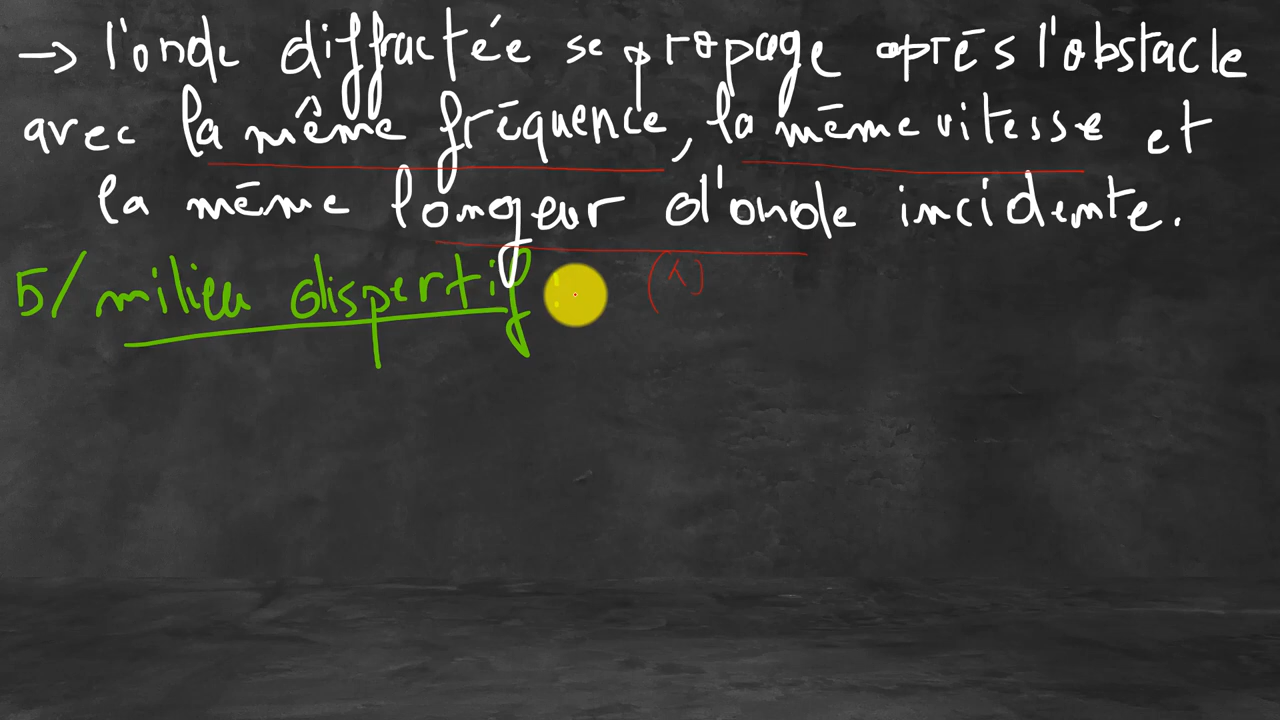 → l'onde diffractée se propage après l'obstacle
avec la même fréquence, la même vitesse et
la même longeur d'onde incidente.
(λ)
5/ milieu dispertif :